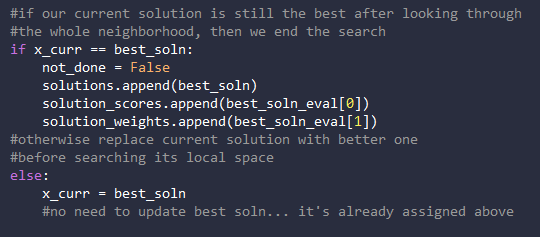 #if our current solution is still the best after looking through
#the whole neighborhood, then we end the search
if x_curr == best_soln:
    not_done = False
    solutions.append(best_soln)
    solution_scores.append(best_soln_eval[0])
    solution_weights.append(best_soln_eval[1])
#otherwise replace current solution with better one
#before searching its local space
else:
    x_curr = best_soln
    #no need to update best soln... it's already assigned above